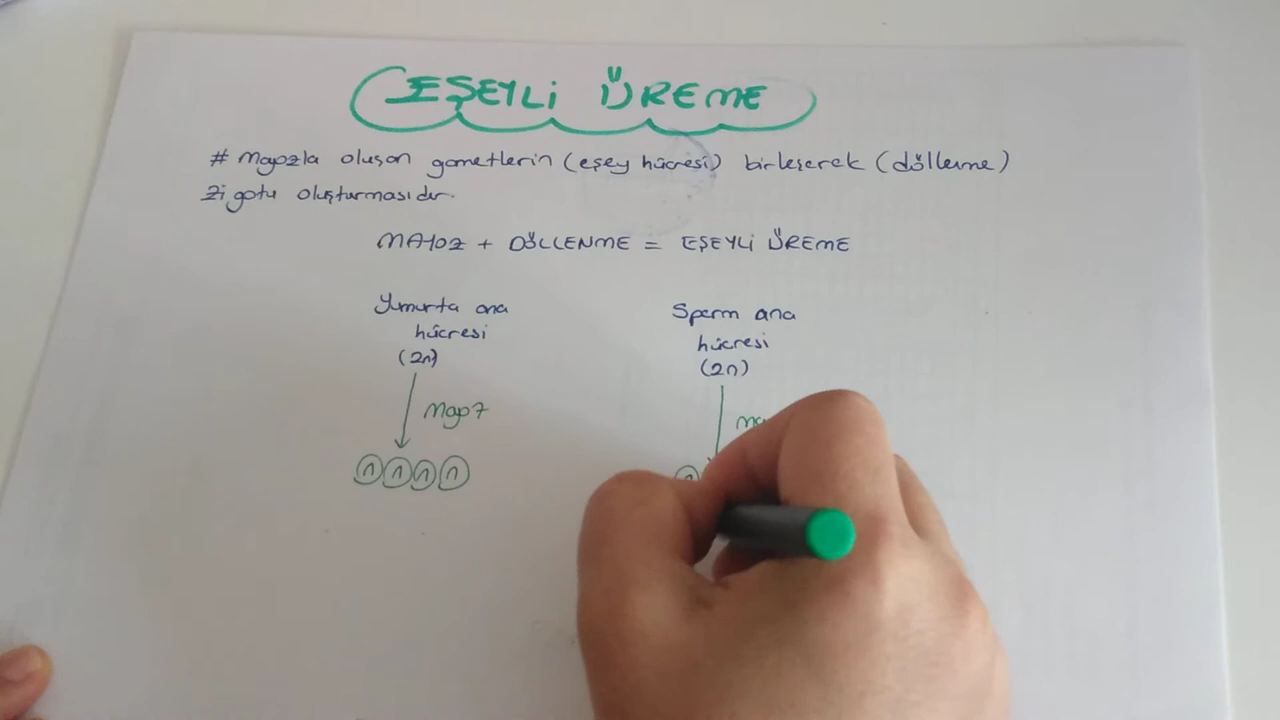 EŞEYLİ ÜREME
# Mayozla oluşan gametlerin (eşey hücresi) birleşerek (döllenme)
Zigotu oluşturmasıdır.
MAYOZ + DÖLLENME = EŞEYLİ ÜREME
Yumurta ana
hücresi
(2n)
Mayoz
n n n n
Sperm ana
hücresi
(2n)